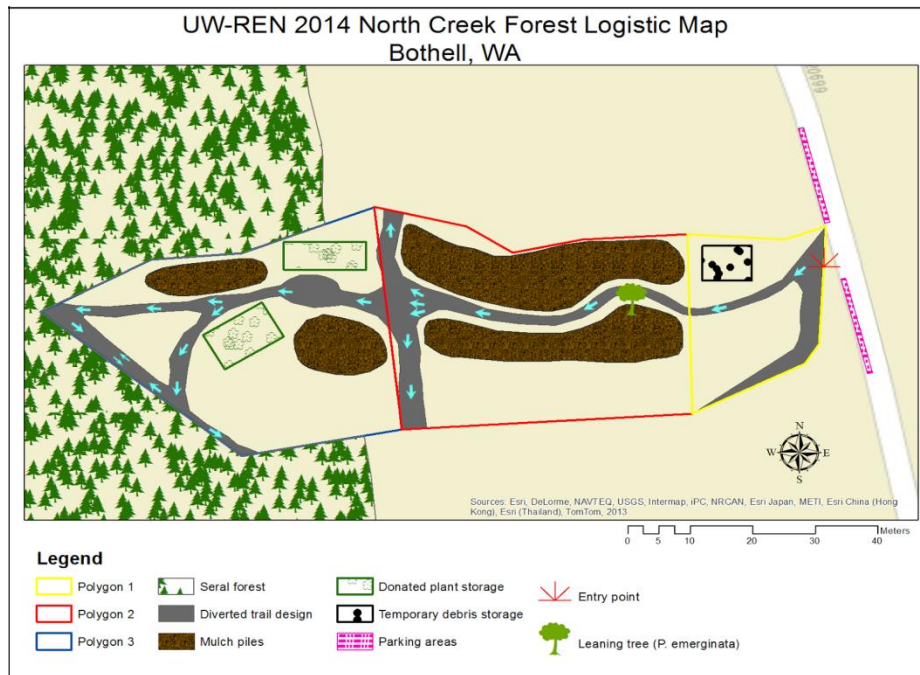 UW-REN 2014 North Creek Forest Logistic Map
Bothell, WA
N
W E
S
Sources: Esri, DeLorme, NAVTEQ, USGS, Intermap, iPC, NRCAN, Esri Japan, METI, Esri China (Hong
Kong), Esri (Thailand), TomTom, 2013
Meters
0 5 10 20 30 40
Legend
Polygon 1
Polygon 2
Polygon 3
Seral forest
Diverted trail design
Mulch piles
Donated plant storage
Temporary debris storage
Parking areas
Entry point
Leaning tree (P. emerginata)